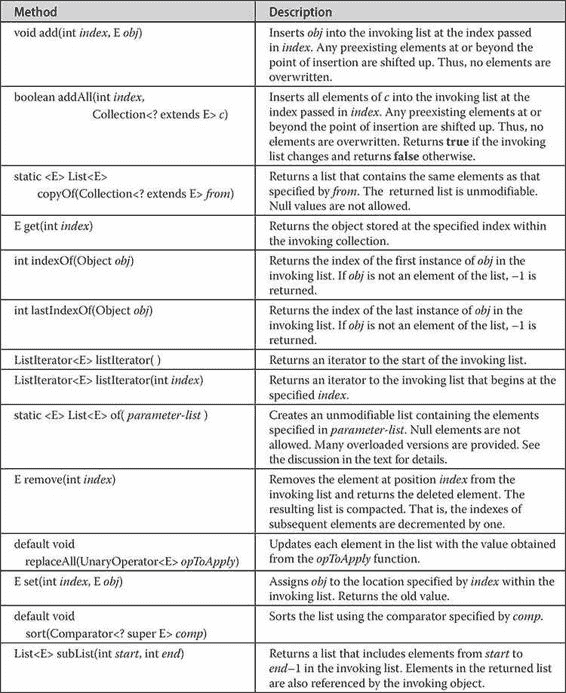 Method Description
void add(int index, E obj) Inserts obj into the invoking list at the index passed
in index. Any preexisting elements at or beyond the
point of insertion are shifted up. Thus, no elements are
overwritten.
boolean addAll(int index, Inserts all elements of c into the invoking list at the
Collection<? extends E> c) index passed in index. Any preexisting elements at or
beyond the point of insertion are shifted up. Thus, no
elements are overwritten. Returns true if the invoking
list changes and returns false otherwise.
static <E> List<E> Returns a list that contains the same elements as that
copyOf(Collection<? extends E> from) specified by from. The returned list is unmodifiable.
Null values are not allowed.
E get(int index) Returns the object stored at the specified index within
the invoking collection.
int indexOf(Object obj) Returns the index of the first instance of obj in the
invoking list. If obj is not an element of the list, –1 is
returned.
int lastIndexOf(Object obj) Returns the index of the last instance of obj in the
invoking list. If obj is not an element of the list, –1 is
returned.
ListIterator<E> listIterator( ) Returns an iterator to the start of the invoking list.
ListIterator<E> listIterator(int index) Returns an iterator to the invoking list that begins at the
specified index.
static <E> List<E> of( parameter-list ) Creates an unmodifiable list containing the elements
specified in parameter-list. Null elements are not
allowed. Many overloaded versions are provided. See
the discussion in the text for details.
E remove(int index) Removes the element at position index from the
invoking list and returns the deleted element. The
resulting list is compacted. That is, the indexes of
subsequent elements are decremented by one.
default void Updates each element in the list with the value obtained
replaceAll(UnaryOperator<E> opToApply) from the opToApply function.
E set(int index, E obj) Assigns obj to the location specified by index within the
invoking list. Returns the old value.
default void Sorts the list using the comparator specified by comp.
sort(Comparator<? super E> comp)
List<E> subList(int start, int end) Returns a list that includes elements from start to
end–1 in the invoking list. Elements in the returned list
are also referenced by the invoking object.